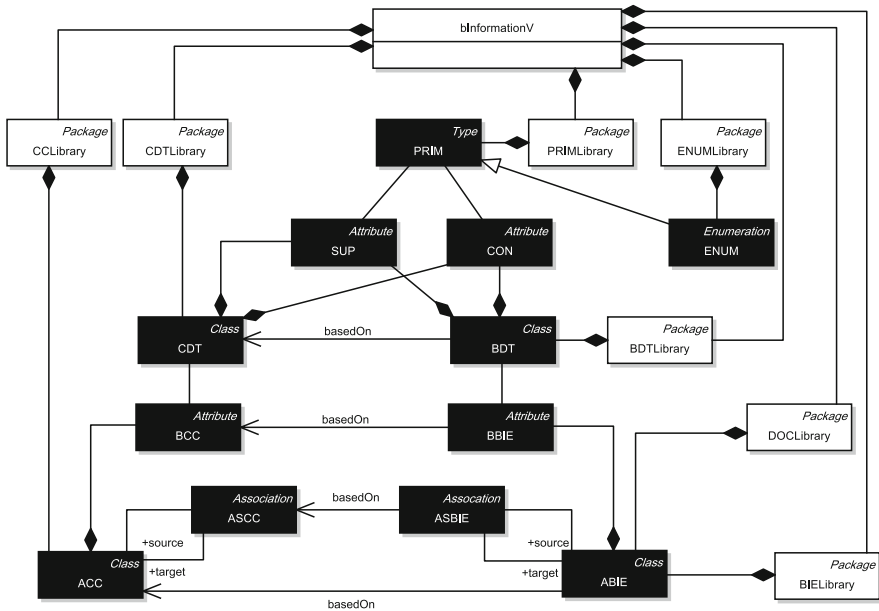 bInformationV
Package
CCLibrary
Package
CDTLibrary
Type
PRIM
Package
PRIMLibrary
Package
ENUMLibrary
Attribute
SUP
Attribute
CON
Enumeration
ENUM
Class
CDT
basedOn
Class
BDT
Package
BDTLibrary
Attribute
BCC
basedOn
Attribute
BBIE
Package
DOCLibrary
Association
ASCC
basedOn
Assocation
ASBIE
+source
+target
+source
+target
Class
ACC
basedOn
Class
ABIE
Package
BIELibrary